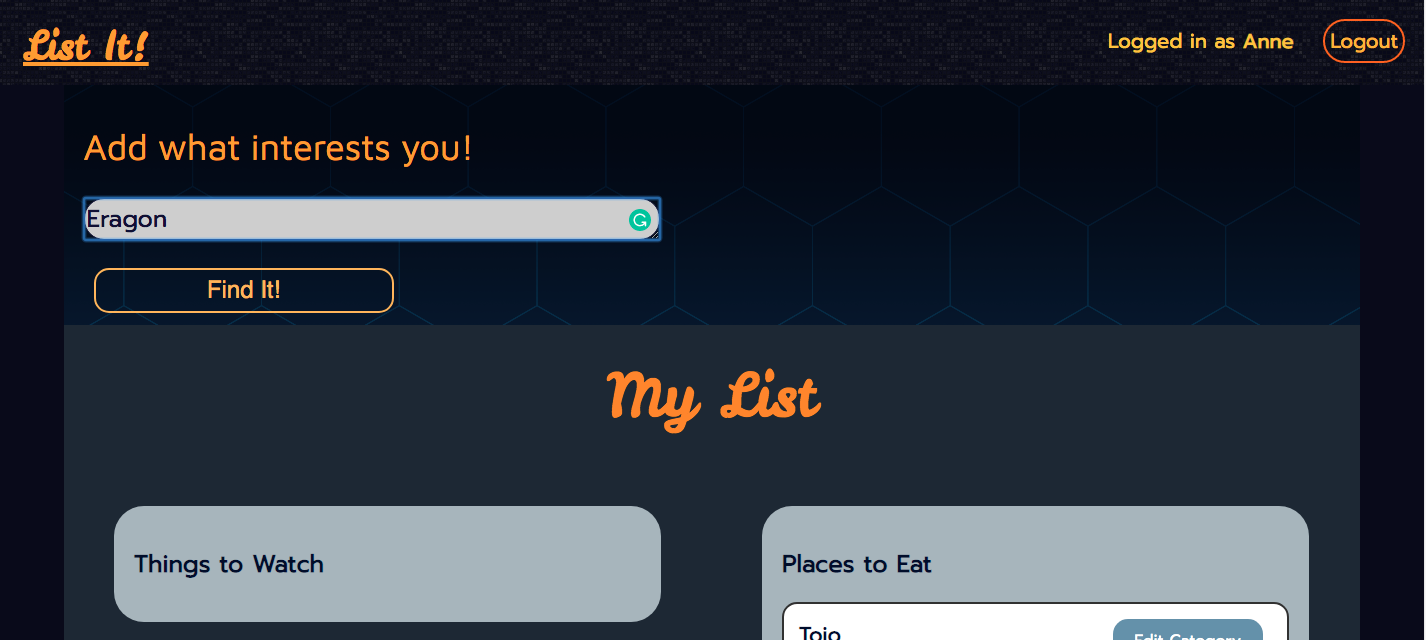 List It!
Logged in as Anne
Logout
Add what interests you!
Eragon
Find It!
My List
Things to Watch
Places to Eat
Tojo
Edit Category